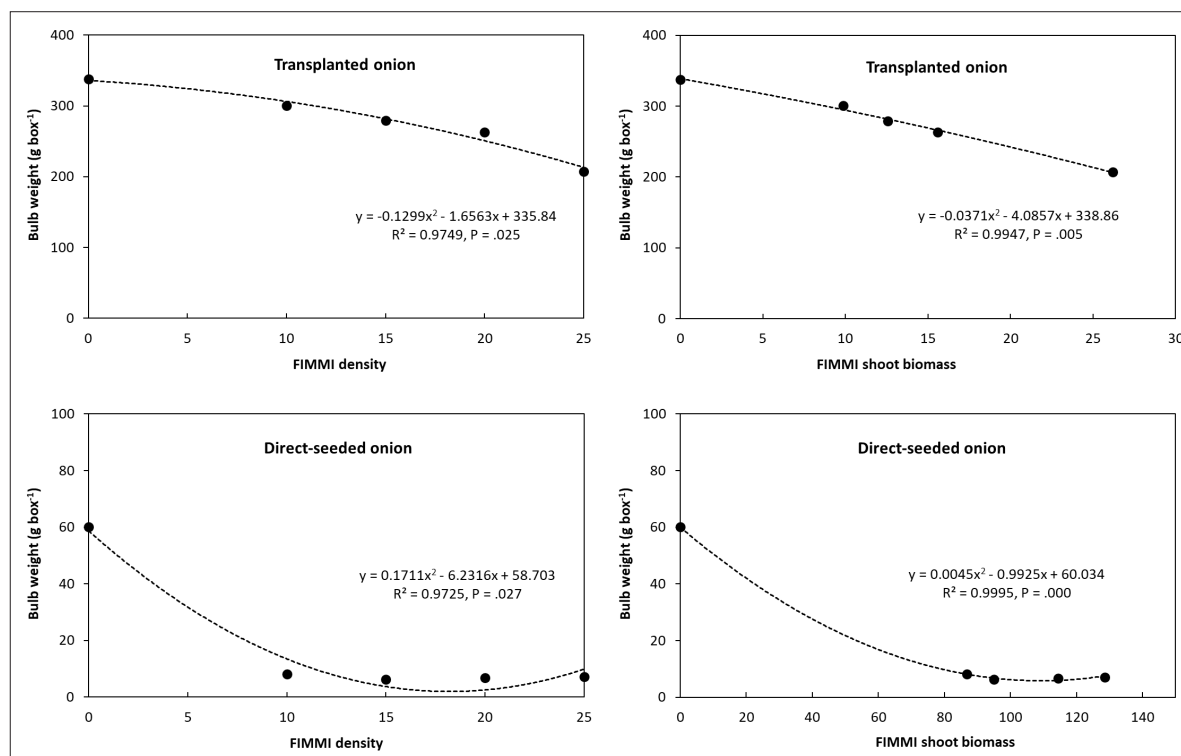 Transplanted onion
Bulb weight (g box⁻¹)
400
300
200
100
0
0 5 10 15 20 25
FIMMI density
y = -0.1299x² - 1.6563x + 335.84
R² = 0.9749, P = .025
Transplanted onion
Bulb weight (g box⁻¹)
400
300
200
100
0
0 5 10 15 20 25 30
FIMMI shoot biomass
y = -0.0371x² - 4.0857x + 338.86
R² = 0.9947, P = .005
Direct-seeded onion
Bulb weight (g box⁻¹)
100
80
60
40
20
0
0 5 10 15 20 25
FIMMI density
y = 0.1711x² - 6.2316x + 58.703
R² = 0.9725, P = .027
Direct-seeded onion
Bulb weight (g box⁻¹)
100
80
60
40
20
0
0 20 40 60 80 100 120 140
FIMMI shoot biomass
y = 0.0045x² - 0.9925x + 60.034
R² = 0.9995, P = .000